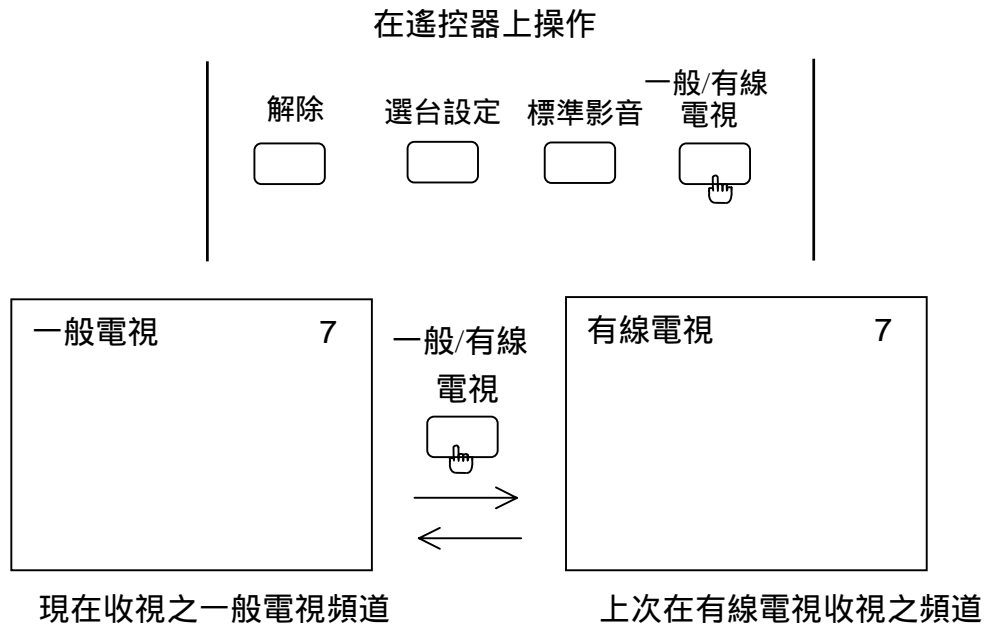 在遙控器上操作
解除
選台設定
標準影音
一般/有線
電視
一般電視 7
一般/有線
電視
有線電視 7
現在收視之一般電視頻道
上次在有線電視收視之頻道